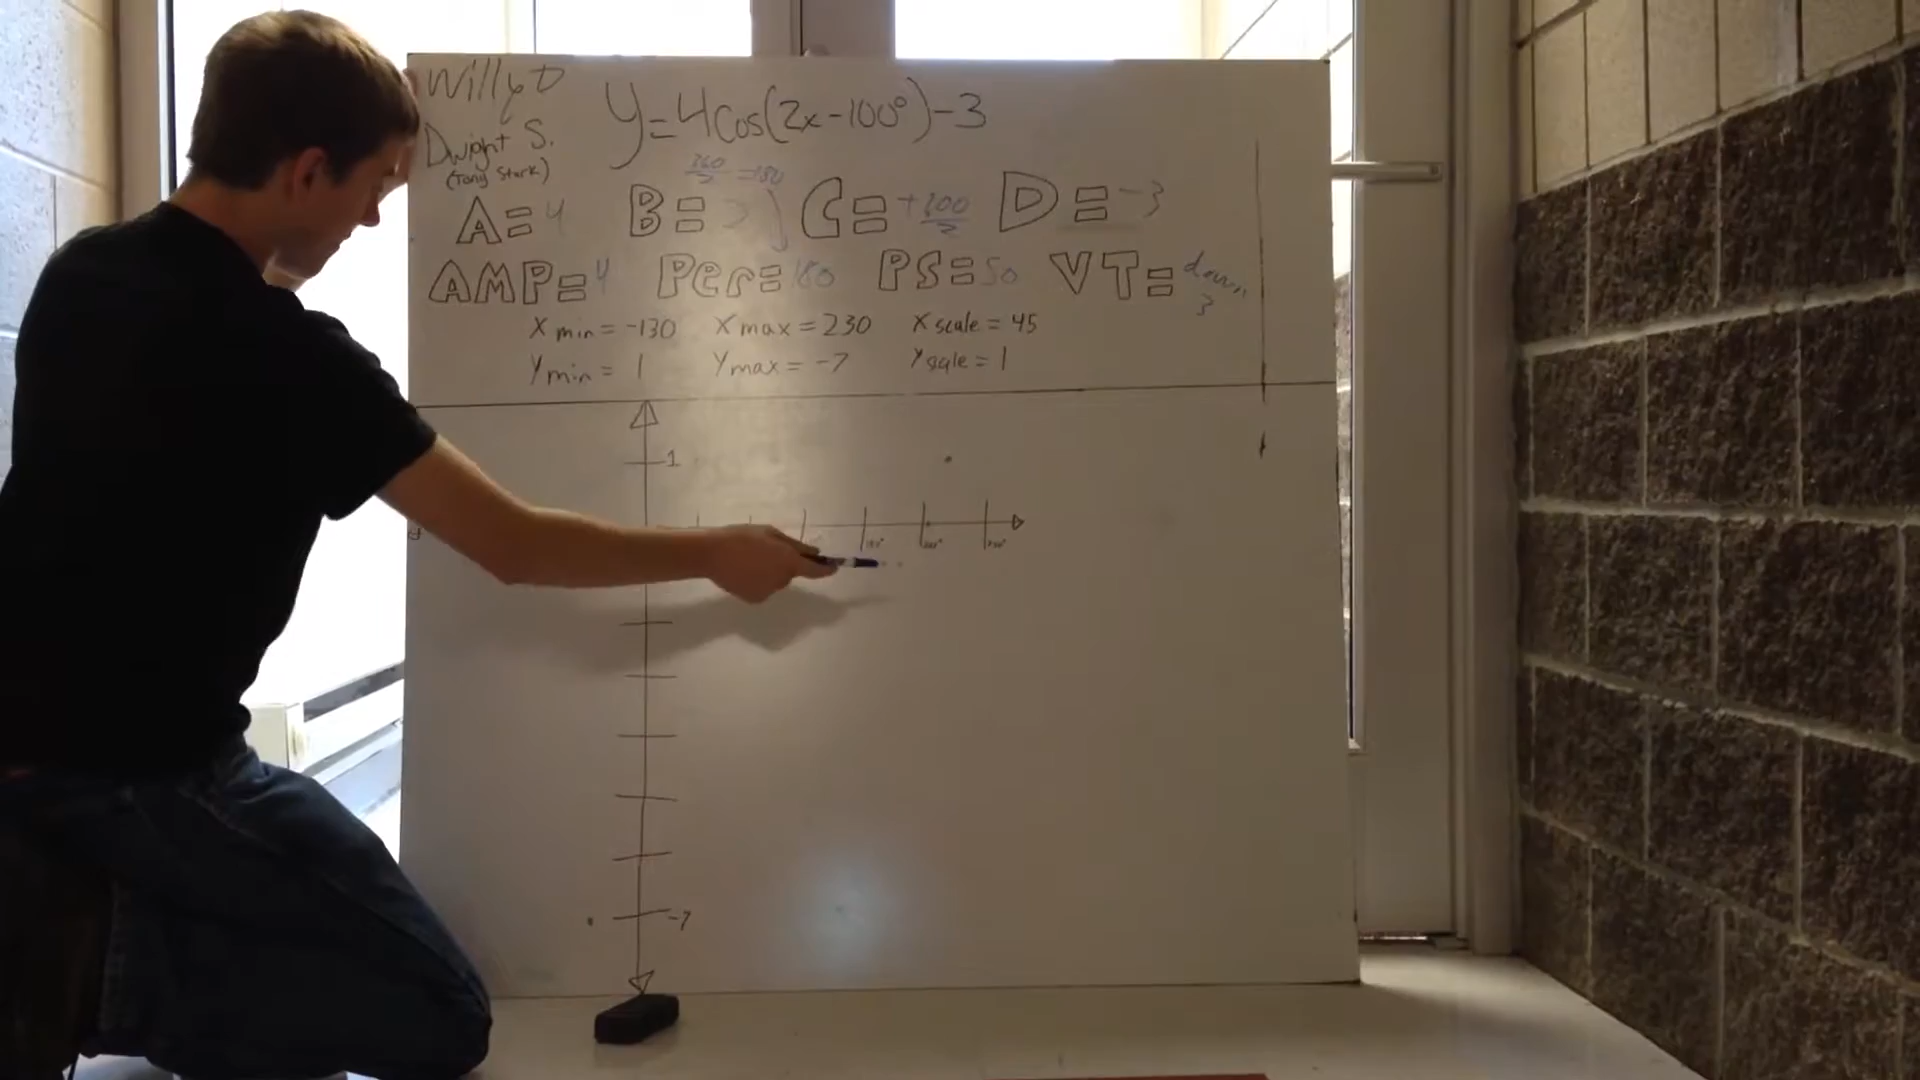 Willy D
y=4cos(2x-100°)-3
Dwight S.
(Tony Stark)
360/2 =180
A=4 B=2 C=+100/2 D=-3
AMP=4 Per=180 PS=50 VT=down 3
X min = -130 X max = 230 X scale = 45
Y min = 1 Y max = -7 Y scale = 1
1
-7